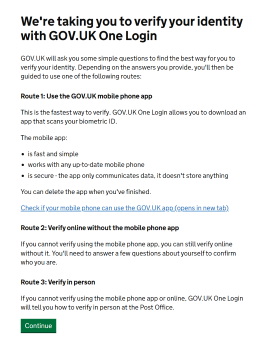 We're taking you to verify your identity
with GOV.UK One Login
GOV.UK will ask you some simple questions to find the best way for you to
verify your identity. Depending on the answers you provide, you'll then be
guided to use one of the following routes:
Route 1: Use the GOV.UK mobile phone app
This is the fastest way to verify. GOV.UK One Login allows you to download an
app that scans your biometric ID.
The mobile app:
• is fast and simple
• works with any up-to-date mobile phone
• is secure - the app only communicates data, it doesn't store anything
You can delete the app when you've finished.
Check if your mobile phone can use the GOV.UK app (opens in new tab)
Route 2: Verify online without the mobile phone app
If you cannot verify using the mobile phone app, you can still verify online
without it. You'll need to answer a few questions about yourself to confirm
who you are.
Route 3: Verify in person
If you cannot verify using the mobile phone app or online, GOV.UK One Login
will tell you how to verify in person at the Post Office.
Continue